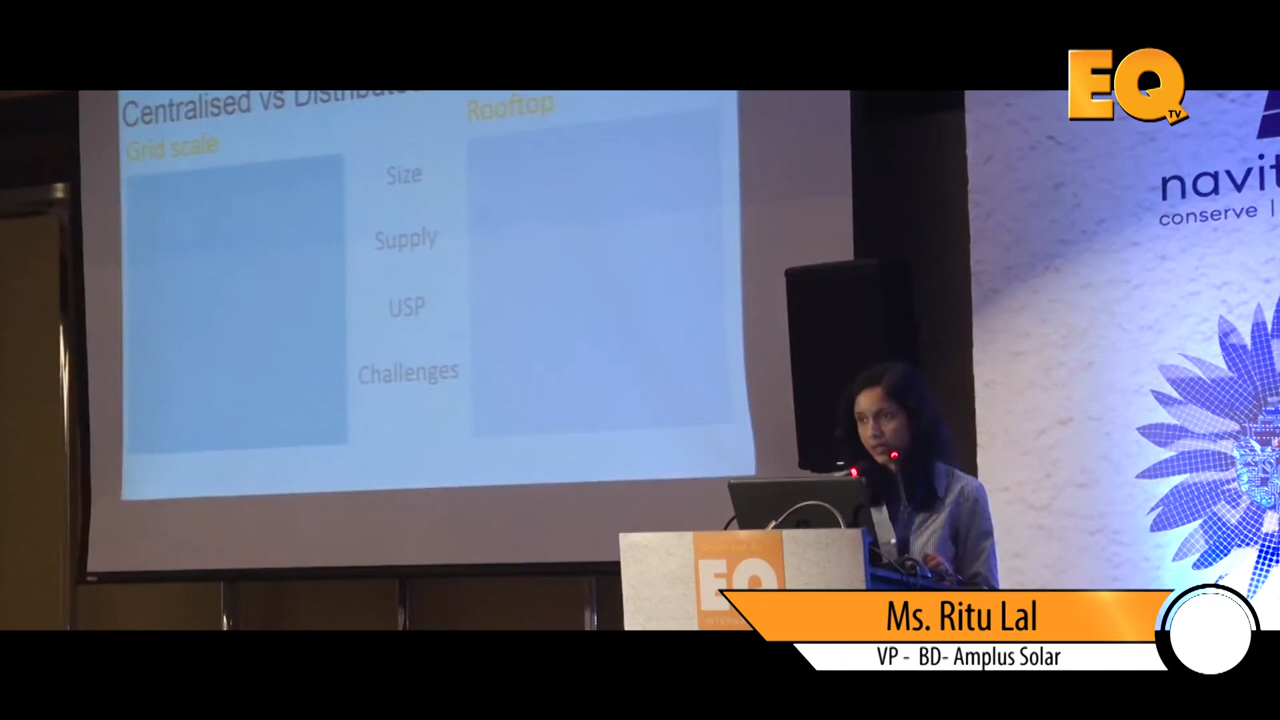 EQ
TV
Centralised vs
Grid scale
Rooftop
Size
Supply
USP
Challenges
conserve |
EQ
Ms. Ritu Lal
VP - BD- Amplus Solar